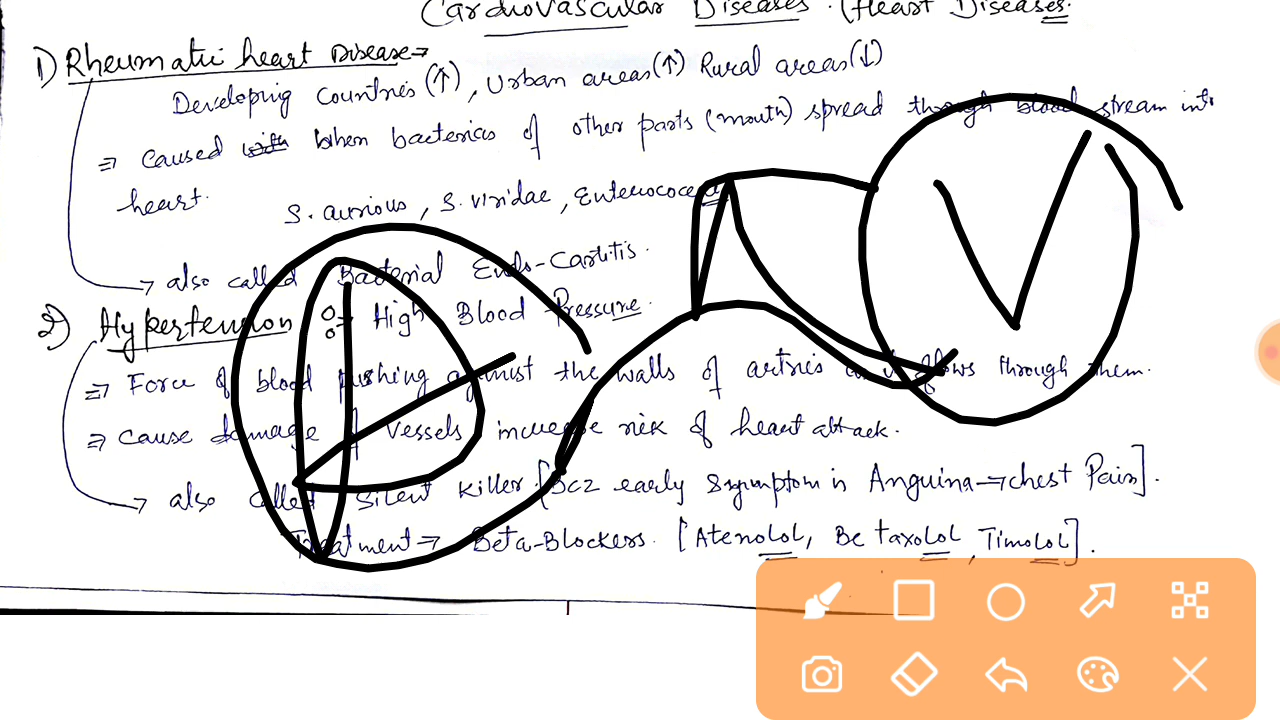 Cardiovascular Diseases. (Heart Diseases.
1) Rheumatic heart Disease⇒
Developing Countries (↑), Urban areas (↑) Rural areas (↓)
⇒ Caused when bacterias of other parts (mouth) spread through blood stream into
heart.
S. aurious, S. viridae, Enterococci
→ also called Bacterial Endo-Cartitis.
2) Hypertension :- High Blood Pressure.
⇒ Force of blood pushing against the walls of artries flows through them.
⇒ Cause damage of vessels increase risk of heart attack.
→ also called Silent Killer. [Bcz early Symptom is Anguina → chest Pain].
Treatment ⇒ Beta-Blockers. [Atenolol, Betaxolol, Timolol].